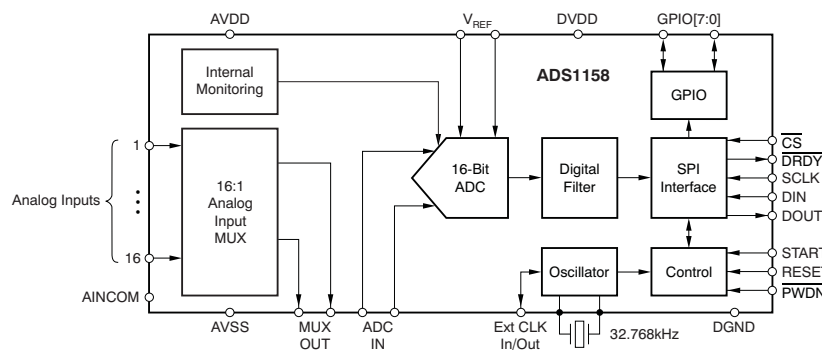 AVDD
VREF
DVDD
GPIO[7:0]
Internal
Monitoring
ADS1158
GPIO
1
16:1
Analog
Input
MUX
16-Bit
ADC
Digital
Filter
SPI
Interface
CS
DRDY
SCLK
DIN
DOUT
Analog Inputs
16
Oscillator
Control
START
RESET
PWDN
AINCOM
AVSS
MUX
OUT
ADC
IN
Ext CLK
In/Out
32.768kHz
DGND